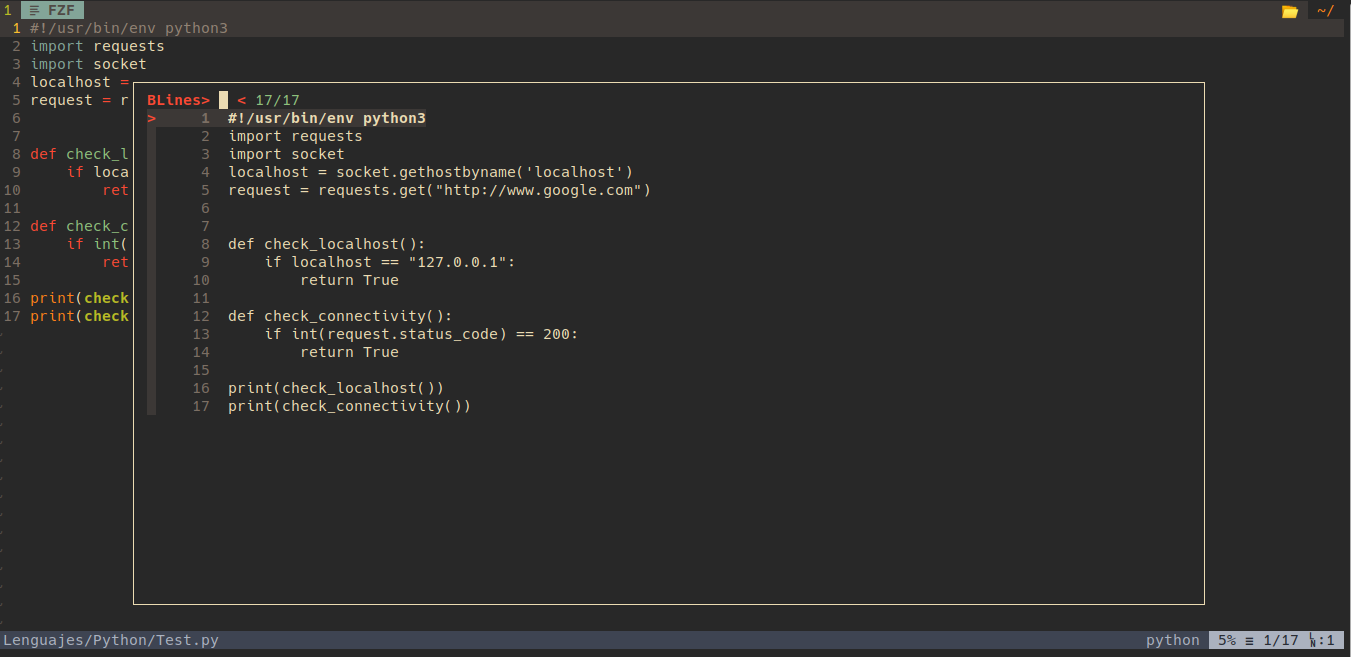 1 ≡ FZF ~/
1 #!/usr/bin/env python3
2 import requests
3 import socket
4 localhost =
5 request = r
6
7
8 def check_l
9     if loca
10         ret
11
12 def check_c
13     if int(
14         ret
15
16 print(check
17 print(check
BLines> < 17/17
> 1 #!/usr/bin/env python3
2 import requests
3 import socket
4 localhost = socket.gethostbyname('localhost')
5 request = requests.get("http://www.google.com")
6
7
8 def check_localhost():
9     if localhost == "127.0.0.1":
10         return True
11
12 def check_connectivity():
13     if int(request.status_code) == 200:
14         return True
15
16 print(check_localhost())
17 print(check_connectivity())
Lenguajes/Python/Test.py python 5% ≡ 1/17 LN:1